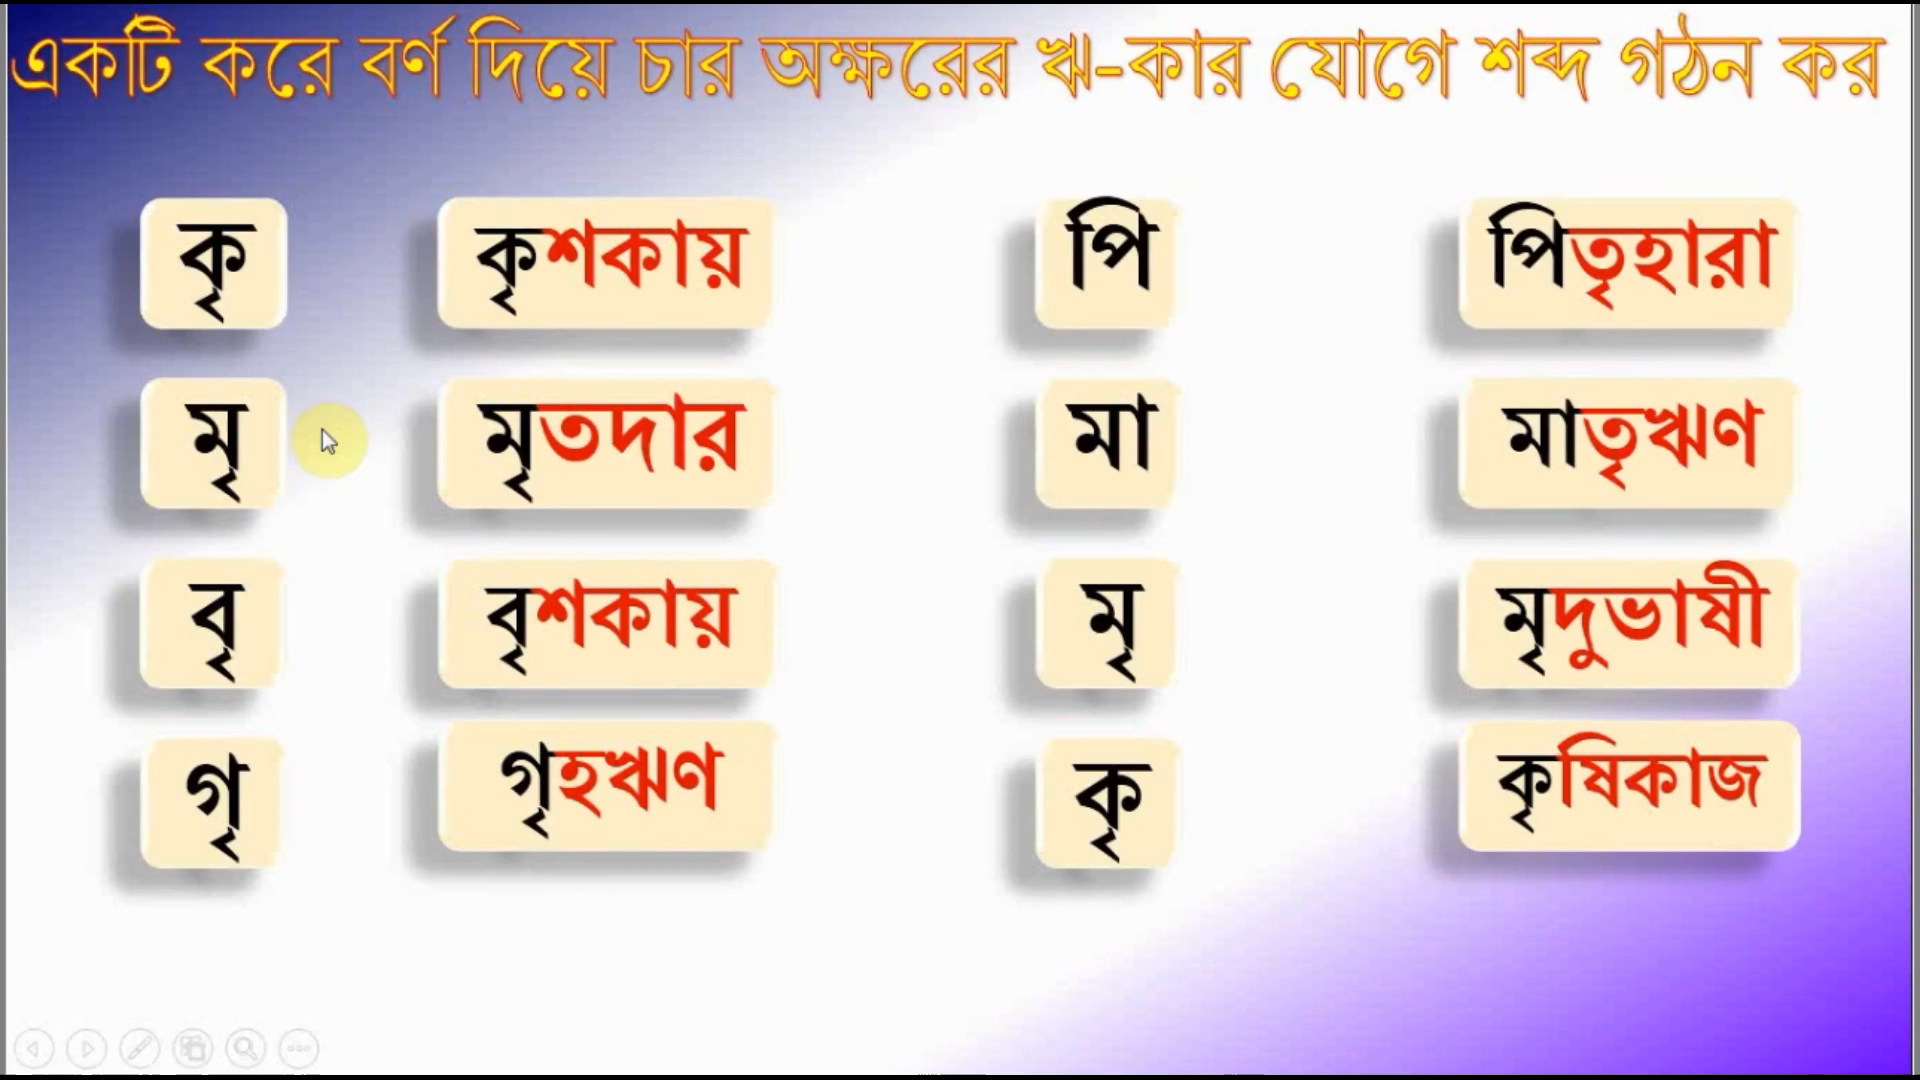 একটি করে বর্ণ দিয়ে চার অক্ষরের ঋ-কার যোগে শব্দ গঠন কর
কৃ কৃশকায় পি পিতৃহারা
মৃ মৃতদার মা মাতৃঋণ
বৃ বৃশকায় মৃ মৃদুভাষী
গৃ গৃহঋণ কৃ কৃষিকাজ